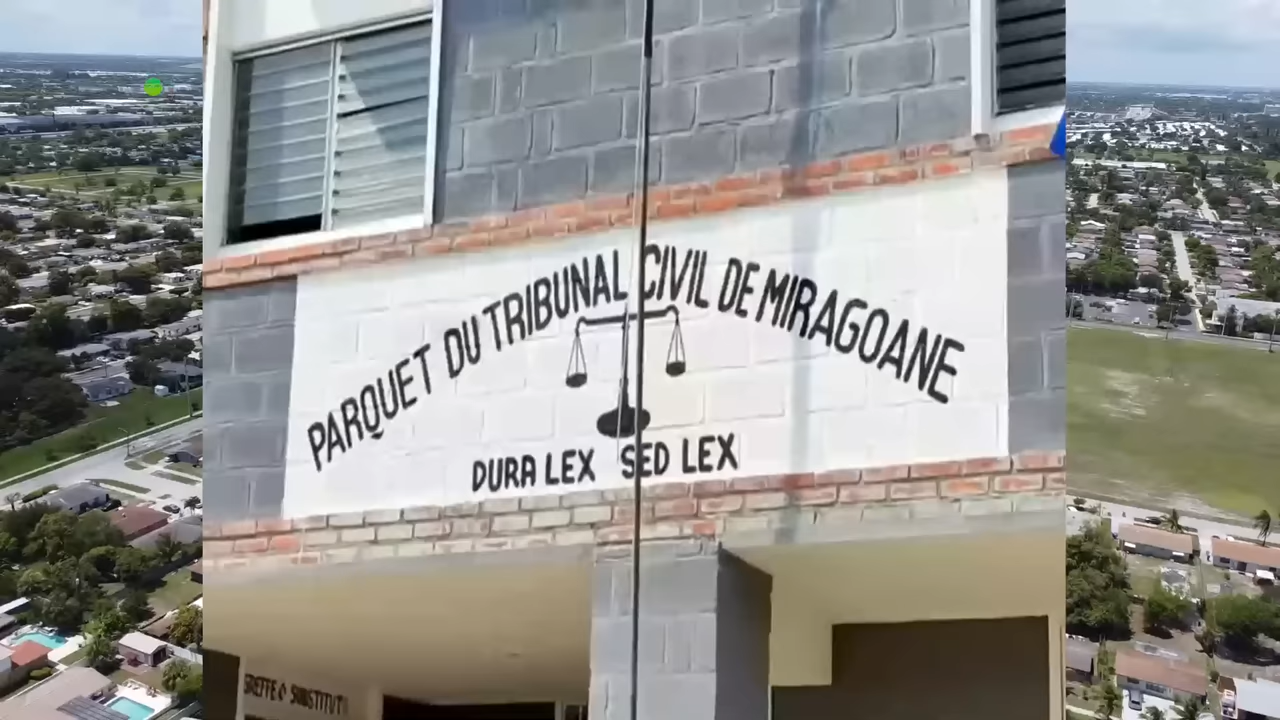 PARQUET DU TRIBUNAL CIVIL DE MIRAGOANE
DURA LEX SED LEX
GREFFE & SUBSTITUT